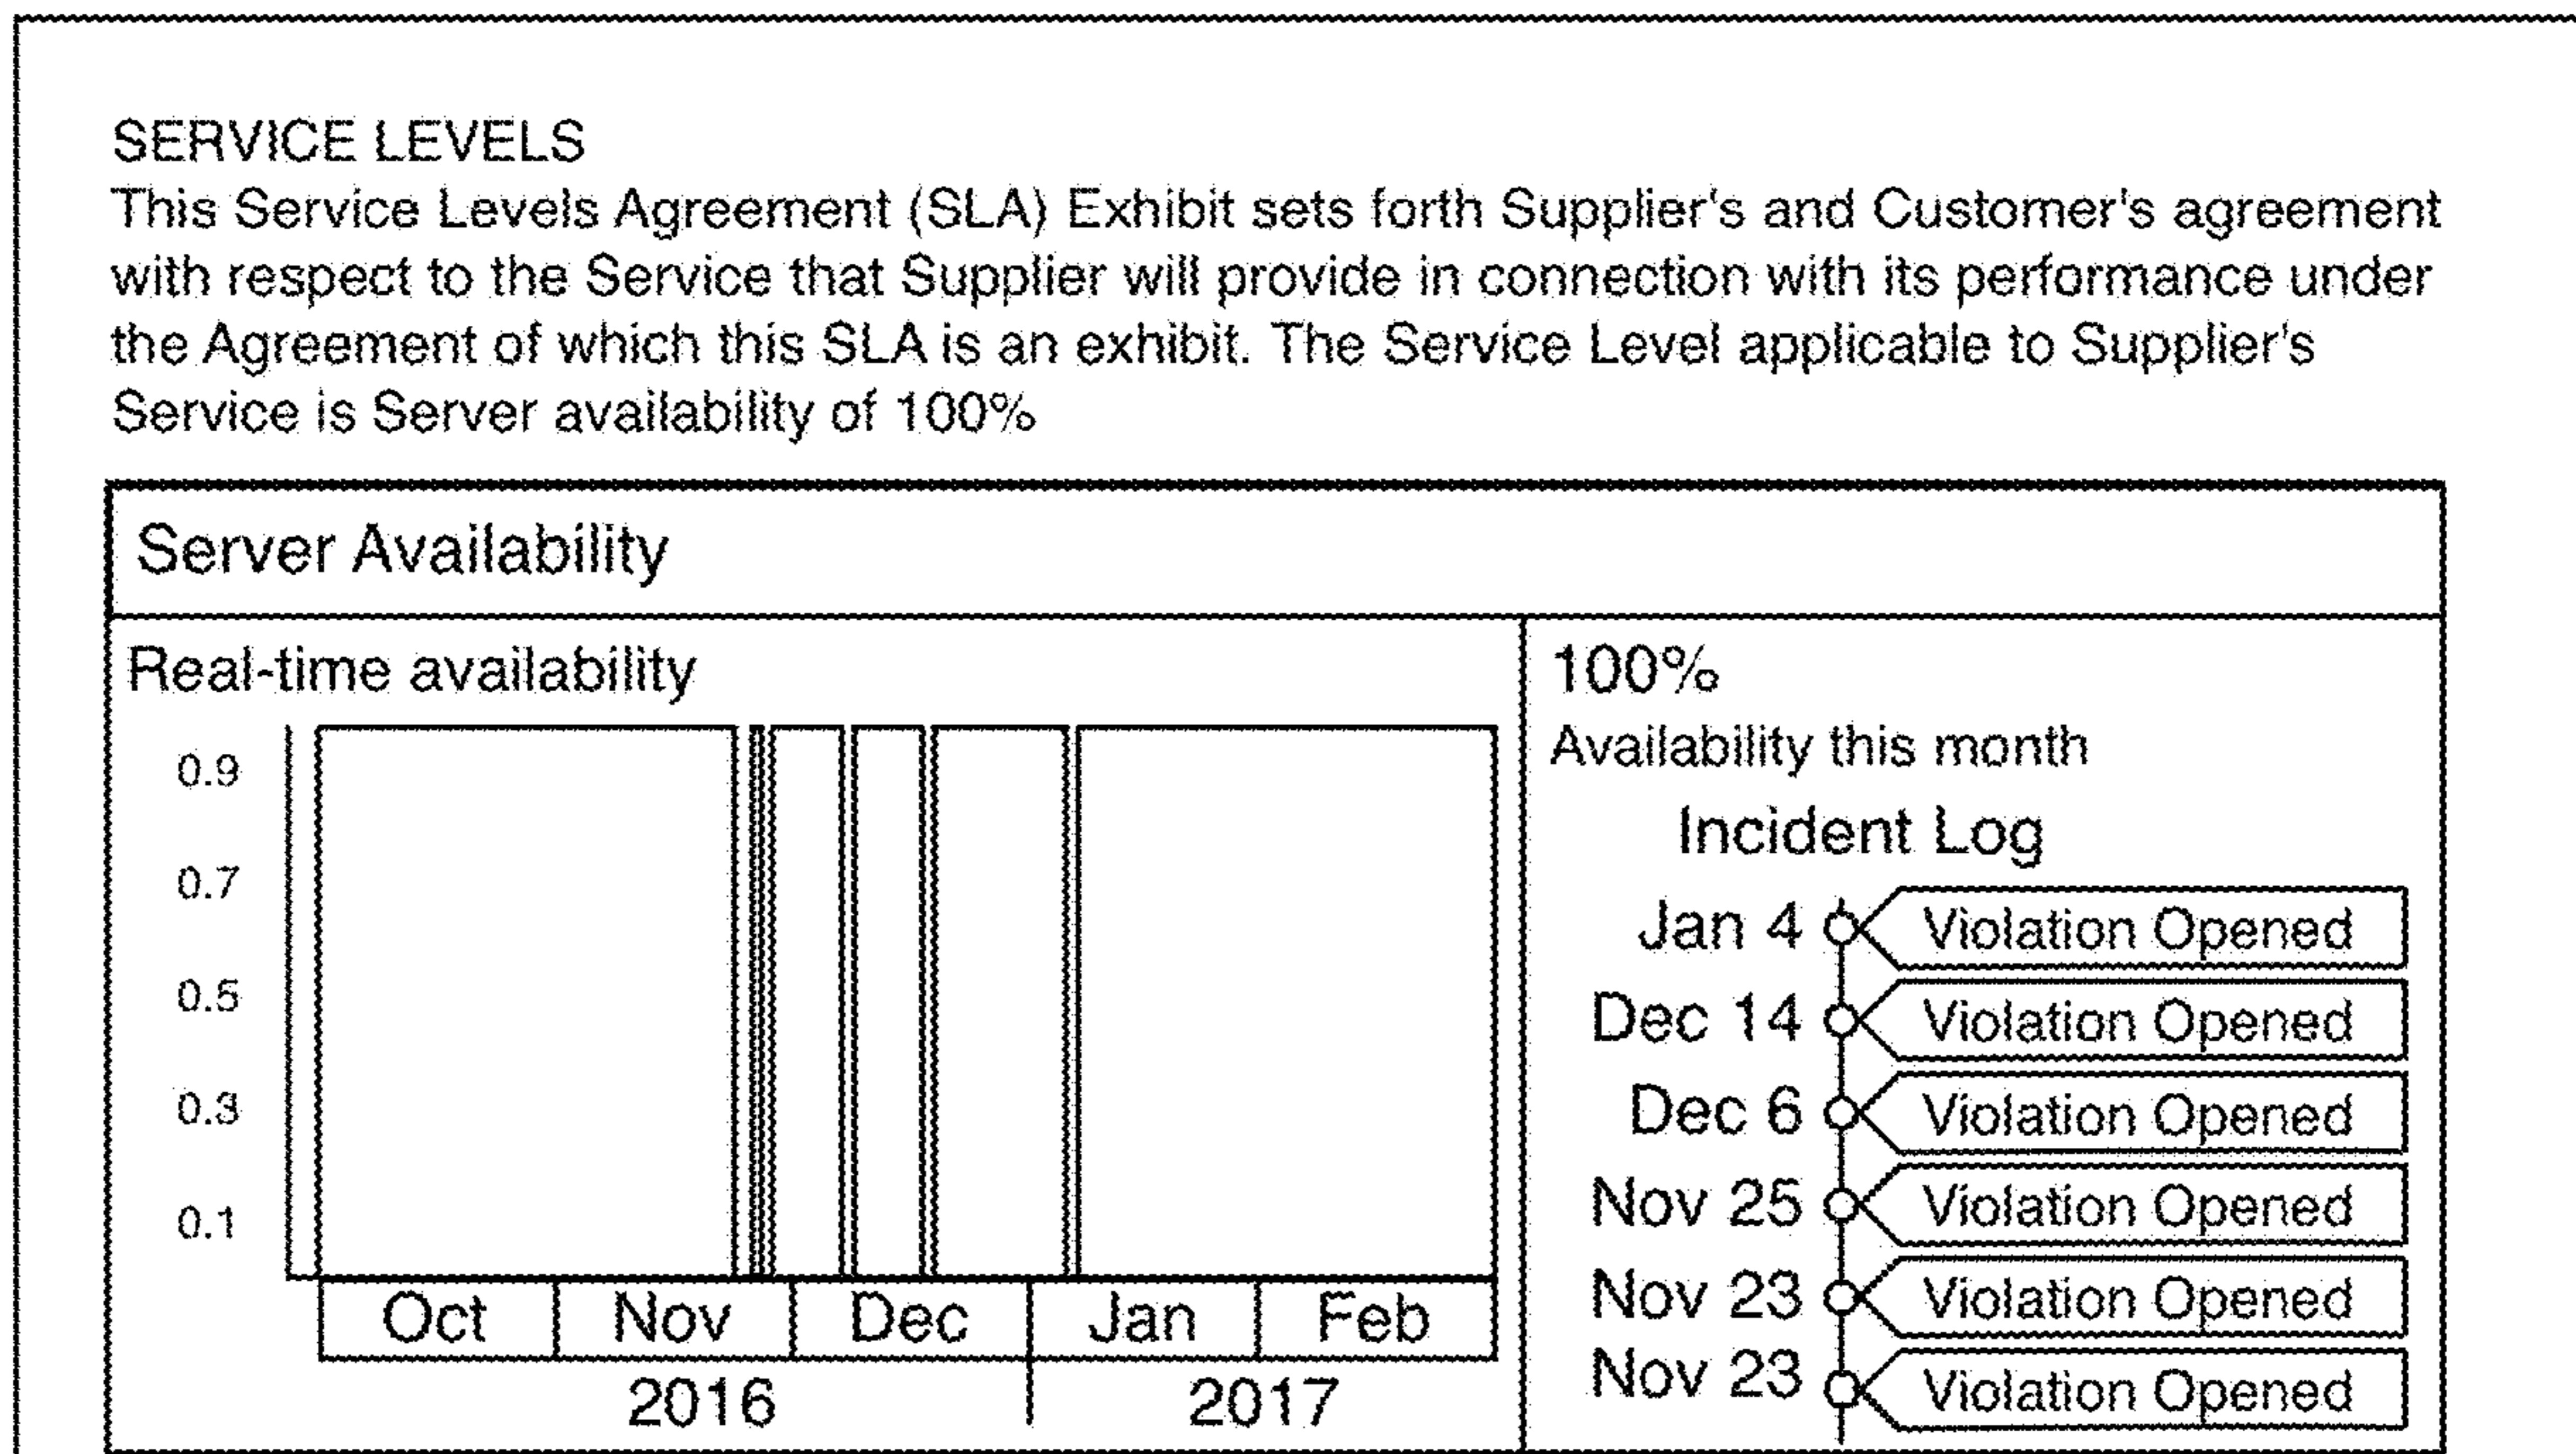 SERVICE LEVELS
This Service Levels Agreement (SLA) Exhibit sets forth Supplier's and Customer's agreement
with respect to the Service that Supplier will provide in connection with its performance under
the Agreement of which this SLA is an exhibit. The Service Level applicable to Supplier's
Service is Server availability of 100%
Server Availability
Real-time availability
0.9
0.7
0.5
0.3
0.1
Oct Nov Dec Jan Feb
2016 2017
100%
Availability this month
Incident Log
Jan 4 Violation Opened
Dec 14 Violation Opened
Dec 6 Violation Opened
Nov 25 Violation Opened
Nov 23 Violation Opened
Nov 23 Violation Opened